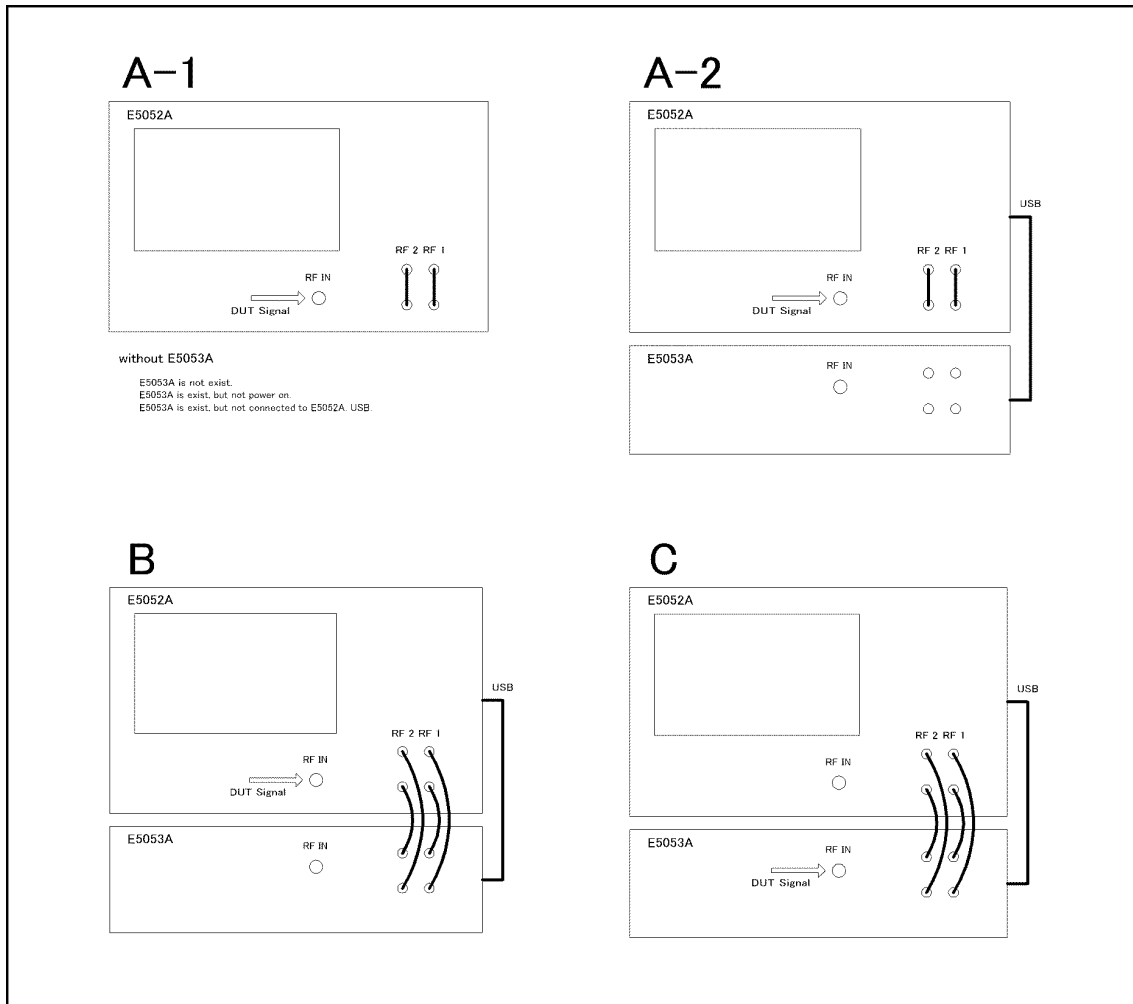 A-1
E5052A
RF 2 RF 1
RF IN
DUT Signal
without E5053A
E5053A is not exist.
E5053A is exist, but not power on.
E5053A is exist, but not connected to E5052A. USB.
A-2
E5052A
USB
RF 2 RF 1
RF IN
DUT Signal
E5053A
RF IN
B
E5052A
USB
RF 2 RF 1
RF IN
DUT Signal
E5053A
RF IN
C
E5052A
USB
RF 2 RF 1
RF IN
E5053A
RF IN
DUT Signal